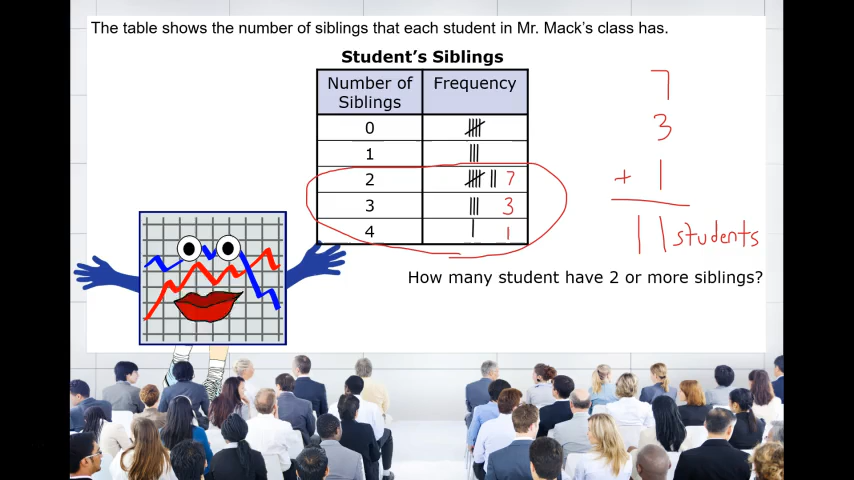 The table shows the number of siblings that each student in Mr. Mack's class has.
Student's Siblings
Number of Siblings Frequency
0
1
2 7
3 3
4 1
7
3
+ 1
11 students
How many student have 2 or more siblings?